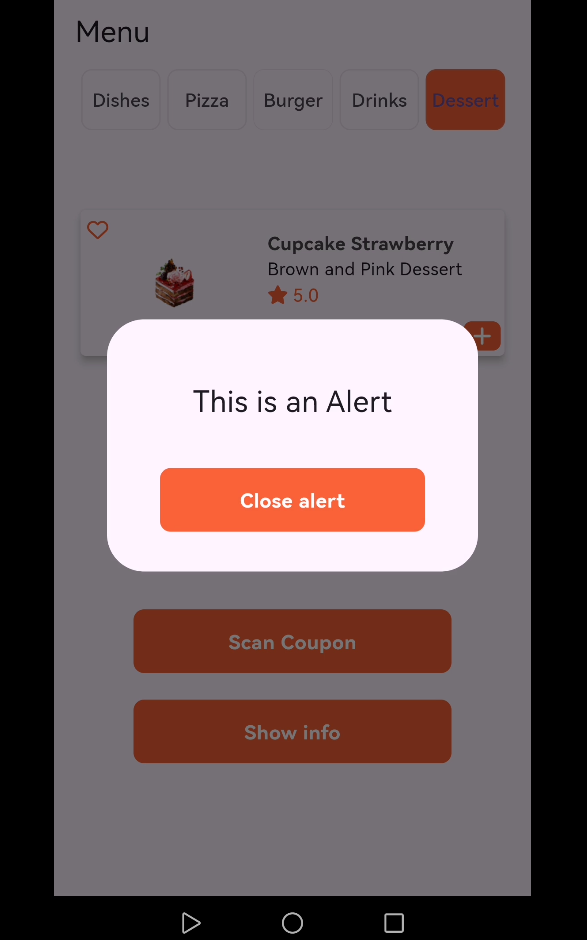 Menu
Dishes Pizza Burger Drinks Dessert
Cupcake Strawberry
Brown and Pink Dessert
5.0
This is an Alert
Close alert
Scan Coupon
Show info